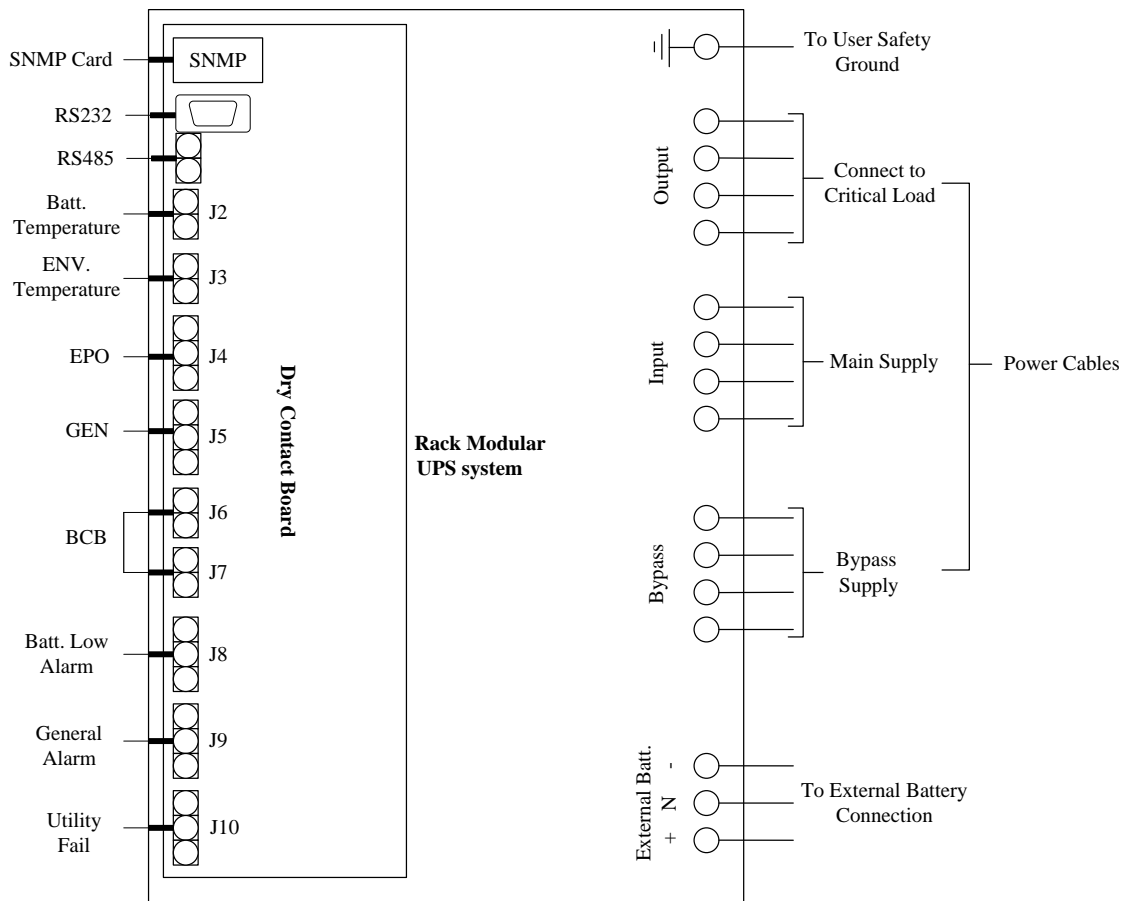 SNMP Card
SNMP
RS232
RS485
Batt.
Temperature
J2
ENV.
Temperature
J3
EPO
J4
GEN
J5
BCB
J6
J7
Batt. Low
Alarm
J8
General
Alarm
J9
Utility
Fail
J10
Dry Contact Board
Rack Modular
UPS system
To User Safety
Ground
Output
Connect to
Critical Load
Input
Main Supply
Power Cables
Bypass
Bypass
Supply
External Batt.
-
N
+
To External Battery
Connection